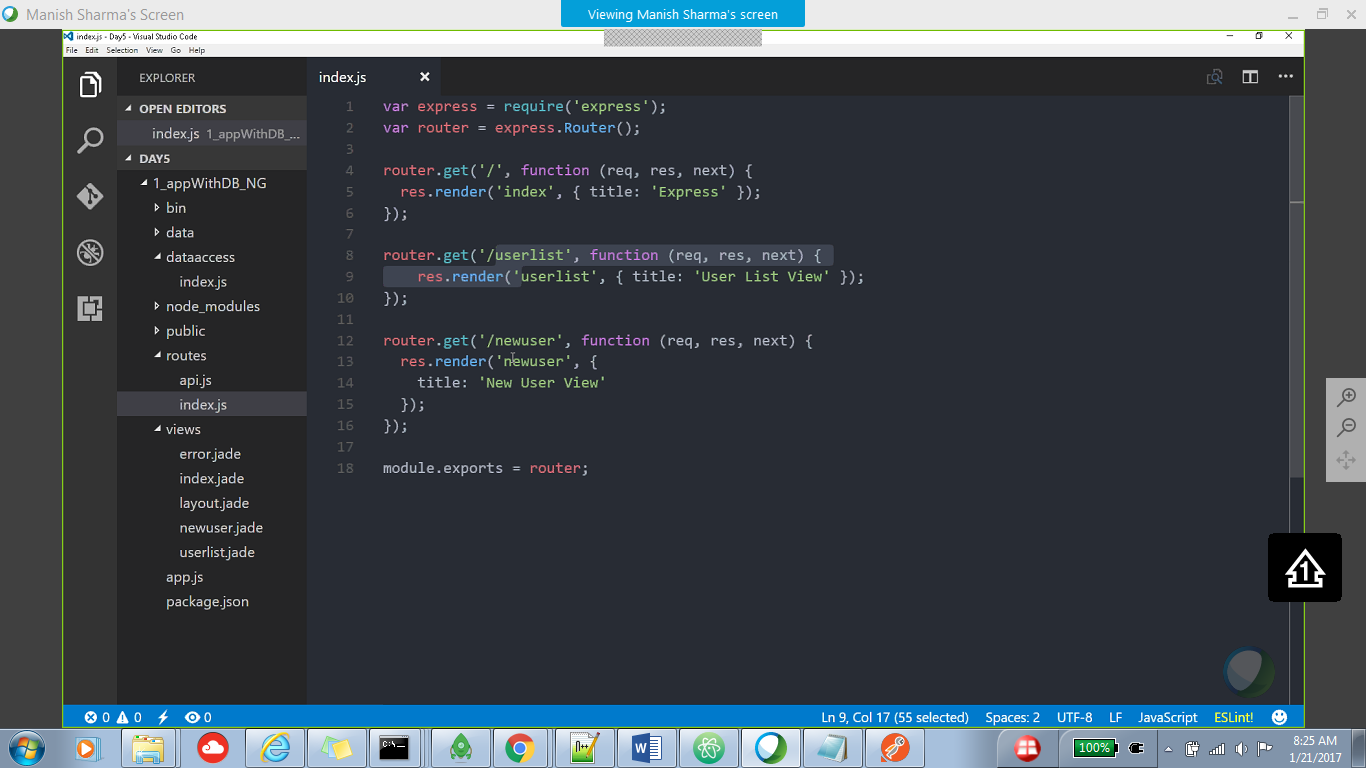 Manish Sharma's Screen
Viewing Manish Sharma's screen
index.js - Day5 - Visual Studio Code
File Edit Selection View Go Help
EXPLORER
OPEN EDITORS
index.js 1_appWithDB_...
DAY5
1_appWithDB_NG
bin
data
dataaccess
index.js
node_modules
public
routes
api.js
index.js
views
error.jade
index.jade
layout.jade
newuser.jade
userlist.jade
app.js
package.json
index.js
1 var express = require('express');
2 var router = express.Router();
3
4 router.get('/', function (req, res, next) {
5 res.render('index', { title: 'Express' });
6 });
7
8 router.get('/userlist', function (req, res, next) {
9 res.render('userlist', { title: 'User List View' });
10 });
11
12 router.get('/newuser', function (req, res, next) {
13 res.render('newuser', {
14 title: 'New User View'
15 });
16 });
17
18 module.exports = router;
1
0 0 0
Ln 9, Col 17 (55 selected) Spaces: 2 UTF-8 LF JavaScript ESLint!
100%
8:25 AM
1/21/2017